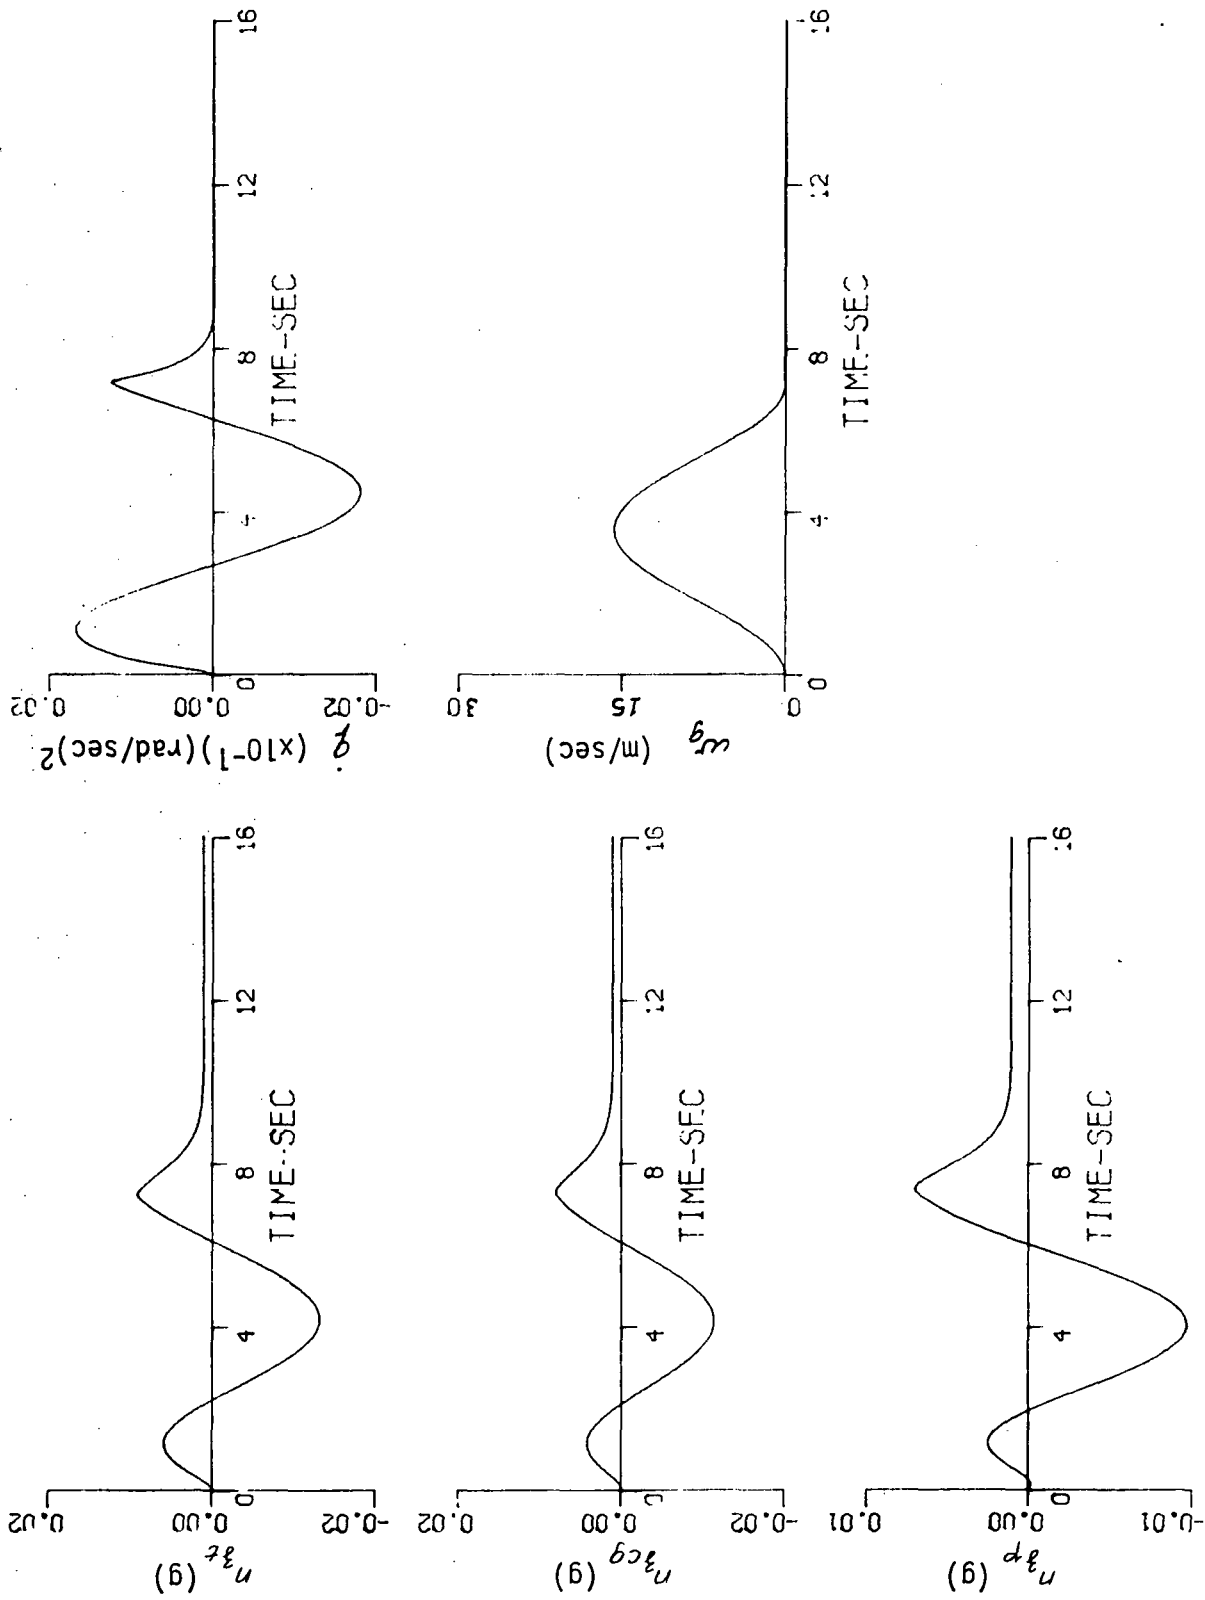 n_{z_t} (g)
0.02
0.00
-0.02
0 4 8 12 16
TIME-SEC
n_{z_{cg}} (g)
0.02
0.00
-0.02
0 4 8 12 16
TIME-SEC
n_{z_p} (g)
0.01
0.00
-0.01
0 4 8 12 16
TIME-SEC
q̇ (x10⁻¹)(rad/sec)²
0.02
0.00
-0.02
0 4 8 12 16
TIME-SEC
w_g (m/sec)
30
15
0
0 4 8 12 16
TIME-SEC